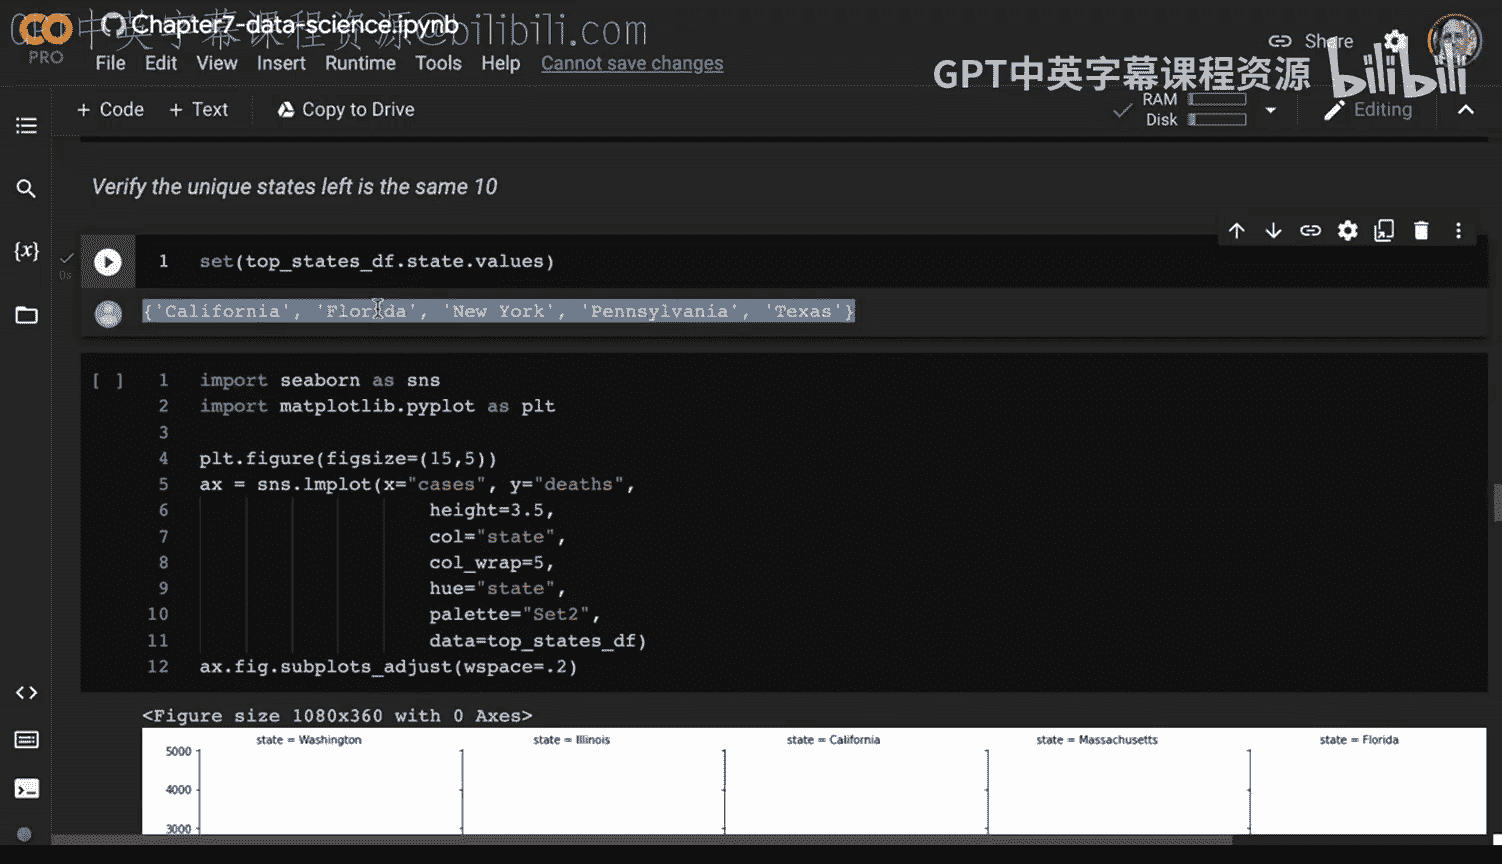 GPT中英字幕课程资源@bilibili.com
Chapter7-data-science.ipynb
PRO
File Edit View Insert Runtime Tools Help Cannot save changes
Share
GPT中英字幕课程资源 bilibili
+ Code + Text Copy to Drive
RAM
Disk
Editing
Verify the unique states left is the same 10
{x}
0s
1 set(top_states_df.state.values)
{'California', 'Florida', 'New York', 'Pennsylvania', 'Texas'}
[ ] 1 import seaborn as sns
2 import matplotlib.pyplot as plt
3
4 plt.figure(figsize=(15,5))
5 ax = sns.lmplot(x="cases", y="deaths",
6 height=3.5,
7 col="state",
8 col_wrap=5,
9 hue="state",
10 palette="Set2",
11 data=top_states_df)
12 ax.fig.subplots_adjust(wspace=.2)
<Figure size 1080x360 with 0 Axes>
state = Washington state = Illinois state = California state = Massachusetts state = Florida
5000
4000
3000